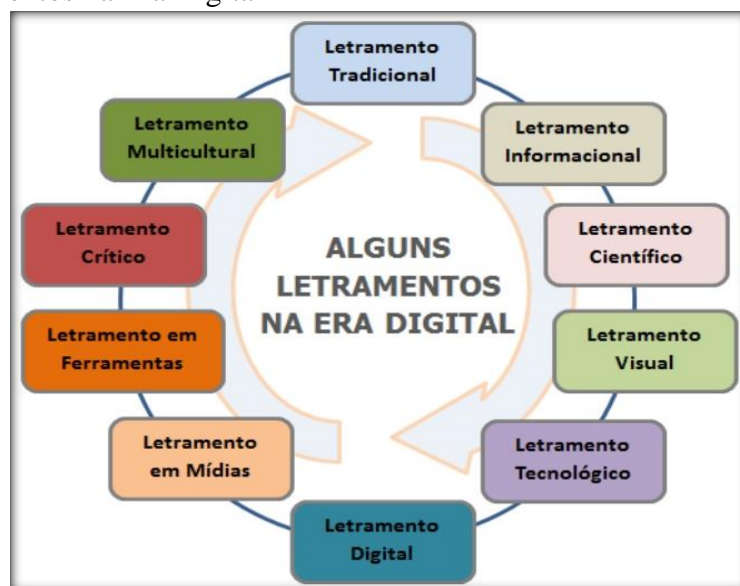 Letramento
Tradicional
Letramento
Informacional
Letramento
Científico
Letramento
Visual
Letramento
Tecnológico
Letramento
Digital
Letramento
em Mídias
Letramento em
Ferramentas
Letramento
Crítico
Letramento
Multicultural
ALGUNS
LETRAMENTOS
NA ERA DIGITAL